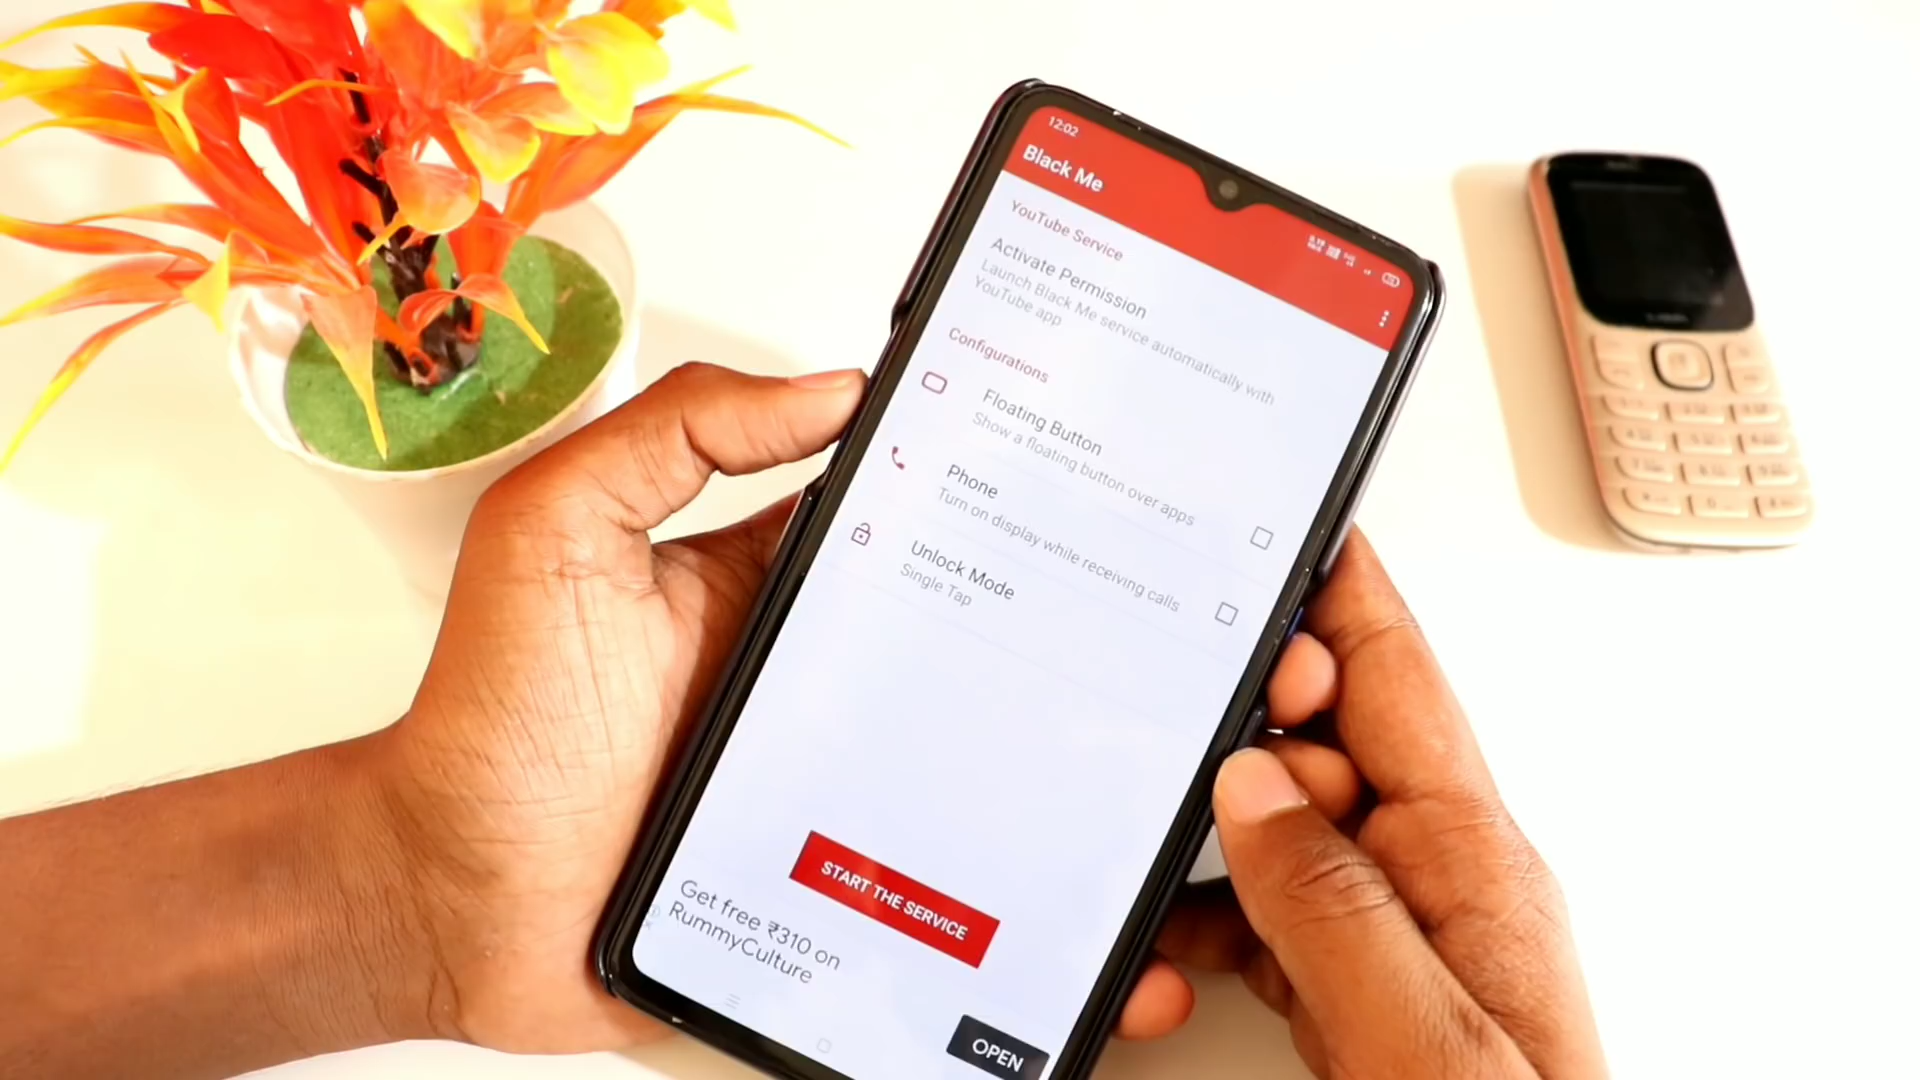 12:02
Black Me
YouTube Service
Activate Permission
Launch Black Me service automatically with
YouTube app
Configurations
Floating Button
Show a floating button over apps
Phone
Turn on display while receiving calls
Unlock Mode
Single Tap
START THE SERVICE
Get free ₹310 on
RummyCulture
OPEN